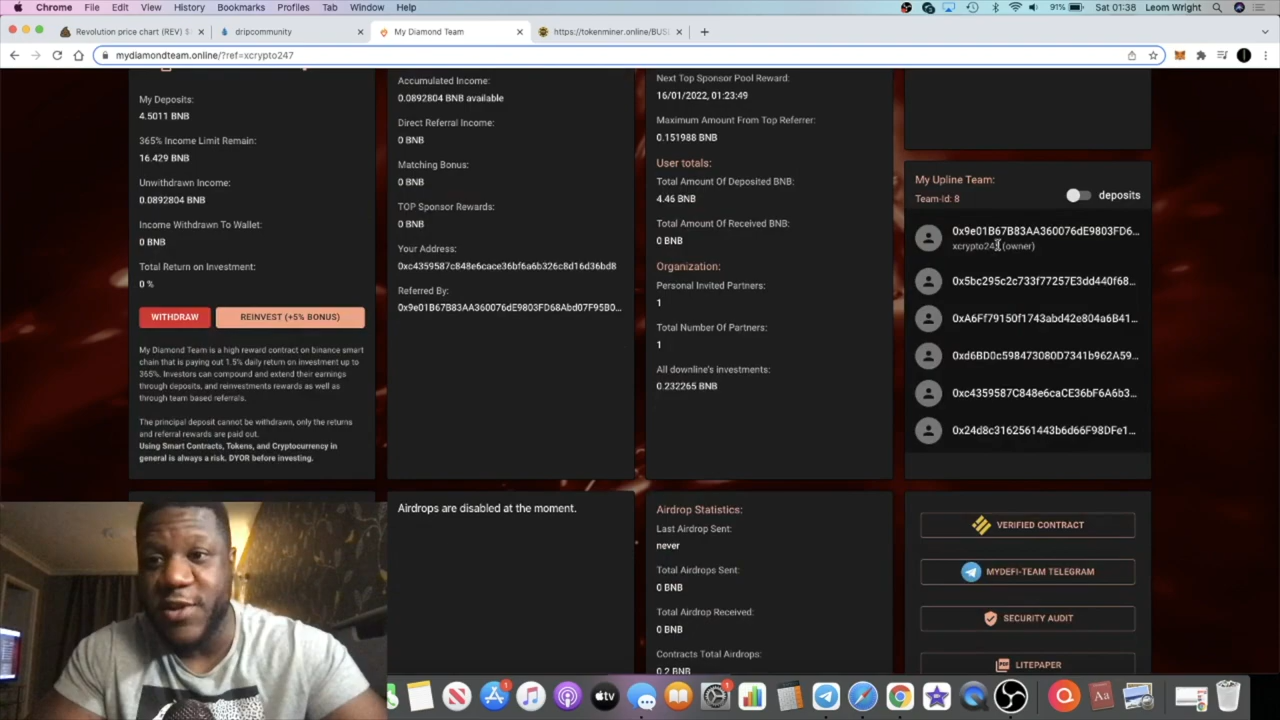 Chrome File Edit View History Bookmarks Profiles Tab Window Help
91% Sat 01:38 Leom Wright
Revolution price chart (REV) $
dripcommunity
My Diamond Team
https://tokenminer.online/BUS
mydiamondteam.online/?ref=xcrypto247
My Deposits:
4.5011 BNB
365% Income Limit Remain:
16.429 BNB
Unwithdrawn Income:
0.0892804 BNB
Income Withdrawn To Wallet:
0 BNB
Total Return on Investment:
0 %
WITHDRAW
REINVEST (+5% BONUS)
My Diamond Team is a high reward contract on binance smart
chain that is paying out 1.5% daily return on investment up to
365%. Investors can compound and extend their earnings
through deposits, and reinvestments rewards as well as
through team based referrals.
The principal deposit cannot be withdrawn, only the returns
and referral rewards are paid out.
Using Smart Contracts, Tokens, and Cryptocurrency in
general is always a risk. DYOR before investing.
Accumulated Income:
0.0892804 BNB available
Direct Referral Income:
0 BNB
Matching Bonus:
0 BNB
TOP Sponsor Rewards:
0 BNB
Your Address:
0xc4359587c848e6cace36bf6a6b326c8d16d36bd8
Referred By:
0x9e01B67B83AA360076dE9803FD68Abd07F95B0...
Next Top Sponsor Pool Reward:
16/01/2022, 01:23:49
Maximum Amount From Top Referrer:
0.151988 BNB
User totals:
Total Amount Of Deposited BNB:
4.46 BNB
Total Amount Of Received BNB:
0 BNB
Organization:
Personal Invited Partners:
1
Total Number Of Partners:
1
All downline's investments:
0.232265 BNB
My Upline Team:
Team-Id: 8
deposits
0x9e01B67B83AA360076dE9803FD6...
xcrypto247 (owner)
0x5bc295c2c733f77257E3dd440f68...
0xA6Ff79150f1743abd42e804a6B41...
0xd6BD0c598473080D7341b962A59...
0xc4359587C848e6caCE36bF6A6b3...
0x24d8c3162561443b6d66F98DFe1...
Airdrops are disabled at the moment.
Airdrop Statistics:
Last Airdrop Sent:
never
Total Airdrops Sent:
0 BNB
Total Airdrop Received:
0 BNB
Contracts Total Airdrops:
0.2 BNB
VERIFIED CONTRACT
MYDEFI-TEAM TELEGRAM
SECURITY AUDIT
LITEPAPER
tv